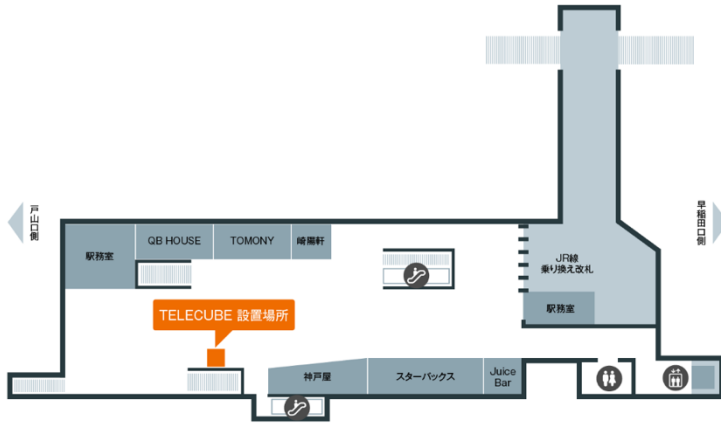 戸山口側
早稲田口側
駅務室
QB HOUSE
TOMONY
崎陽軒
JR線
乗り換え改札
駅務室
TELECUBE 設置場所
神戸屋
スターバックス
Juice
Bar